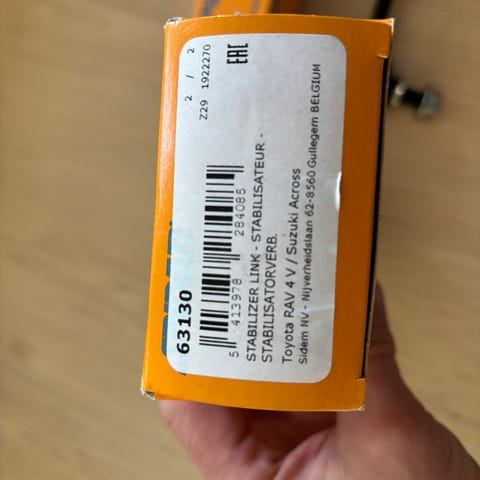 2 / 2
Z29 1922270
EAC
63130
5 413978 284085
STABILIZER LINK - STABILISATEUR -
STABILISATORVERB.
Toyota RAV 4 V / Suzuki Across
Sidem NV - Nijverheidslaan 62-8560 Gullegem BELGIUM